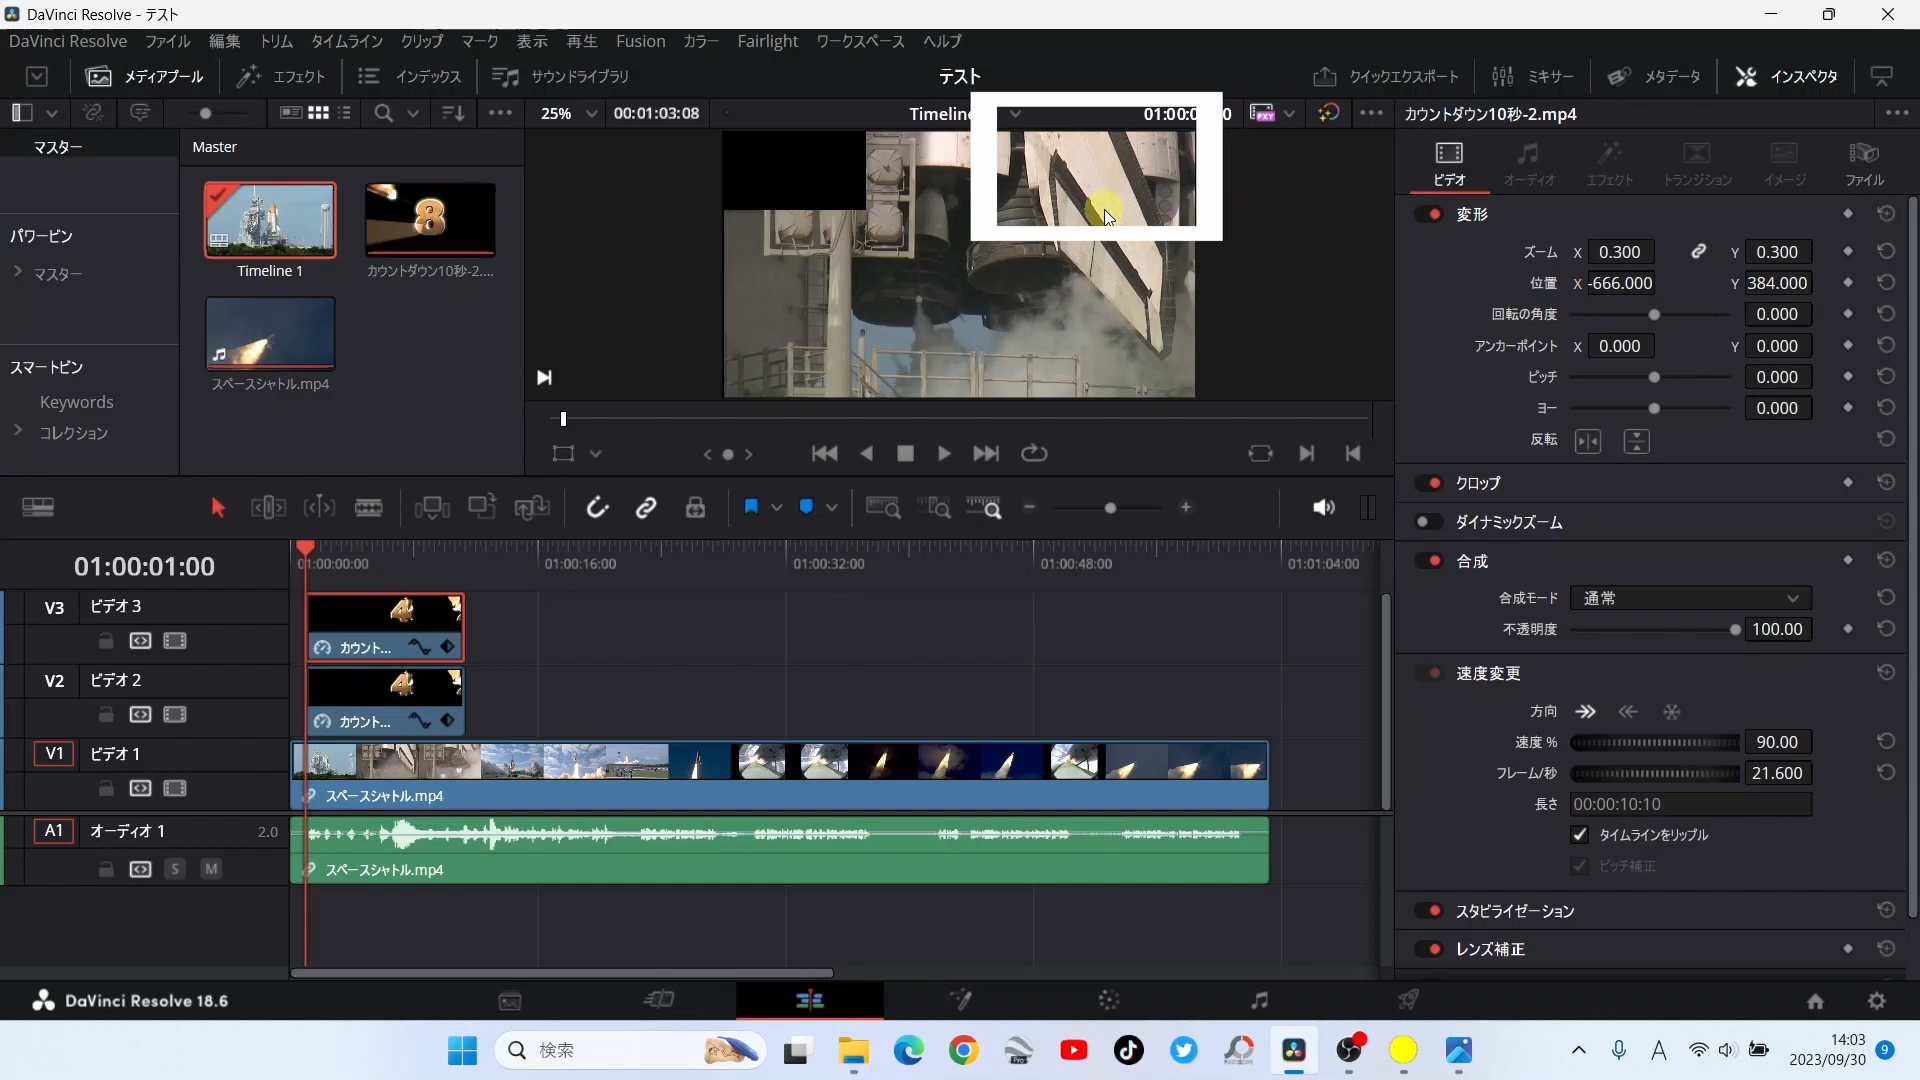 DaVinci Resolve - テスト
DaVinci Resolve ファイル 編集 トリム タイムライン クリップ マーク 表示 再生 Fusion カラー Fairlight ワークスペース ヘルプ
メディアプール エフェクト インデックス サウンドライブラリ テスト クイックエクスポート ミキサー メタデータ インスペクタ
25% 00:01:03:08 Timeline 01:00:0 0 PXY カウントダウン10秒-2.mp4
マスター
Master
ビデオ オーディオ エフェクト トランジション イメージ ファイル
パワービン
マスター
Timeline 1
カウントダウン10秒-2....
スペースシャトル.mp4
スマートビン
Keywords
コレクション
変形
ズーム X 0.300 Y 0.300
位置 X -666.000 Y 384.000
回転の角度 0.000
アンカーポイント X 0.000 Y 0.000
ピッチ 0.000
ヨー 0.000
反転
クロップ
ダイナミックズーム
合成
合成モード 通常
不透明度 100.00
速度変更
方向
速度 % 90.00
フレーム/秒 21.600
長さ 00:00:10:10
タイムラインをリップル
ピッチ補正
スタビライゼーション
レンズ補正
01:00:01:00
01:00:00:00 01:00:16:00 01:00:32:00 01:00:48:00 01:01:04:00
V3 ビデオ 3
カウント...
V2 ビデオ 2
カウント...
V1 ビデオ 1
スペースシャトル.mp4
A1 オーディオ 1 2.0
S M
スペースシャトル.mp4
DaVinci Resolve 18.6
検索
Pro
A
14:03
2023/09/30
9